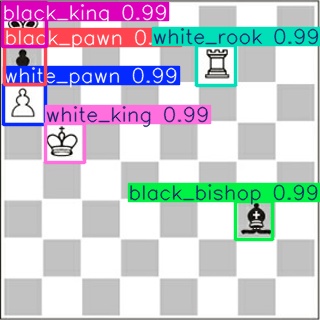 black_king 0.99
black_pawn 0.
white_rook 0.99
white_pawn 0.99
white_king 0.99
black_bishop 0.99